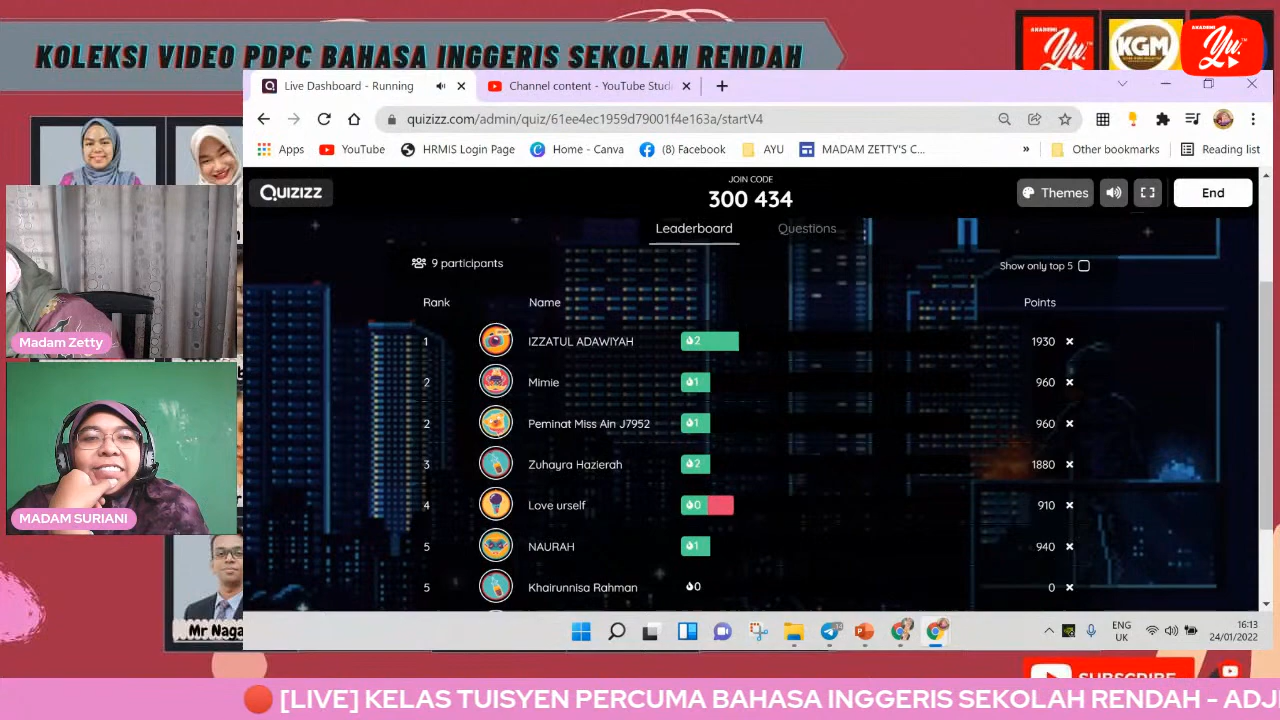 KOLEKSI VIDEO PDPC BAHASA INGGERIS SEKOLAH RENDAH
AKADEMI Yu.
KGM
AKADEMI Yu.
Live Dashboard - Running
Channel content - YouTube Stud
quizizz.com/admin/quiz/61ee4ec1959d79001f4e163a/startV4
Apps
YouTube
HRMIS Login Page
Home - Canva
(8) Facebook
AYU
MADAM ZETTY'S C...
»
Other bookmarks
Reading list
Quizizz
JOIN CODE
300 434
Themes
End
Leaderboard
Questions
9 participants
Show only top 5
Rank Name Points
1 IZZATUL ADAWIYAH 2 1930
2 Mimie 1 960
2 Peminat Miss Ain J7952 1 960
3 Zuhayra Hazierah 2 1880
4 Love urself 0 910
5 NAURAH 1 940
5 Khairunnisa Rahman 0 0
Madam Zetty
MADAM SURIANI
Mr Naga
ENG
UK
16:13
24/01/2022
SUBSCRIBE
[LIVE] KELAS TUISYEN PERCUMA BAHASA INGGERIS SEKOLAH RENDAH - ADJ